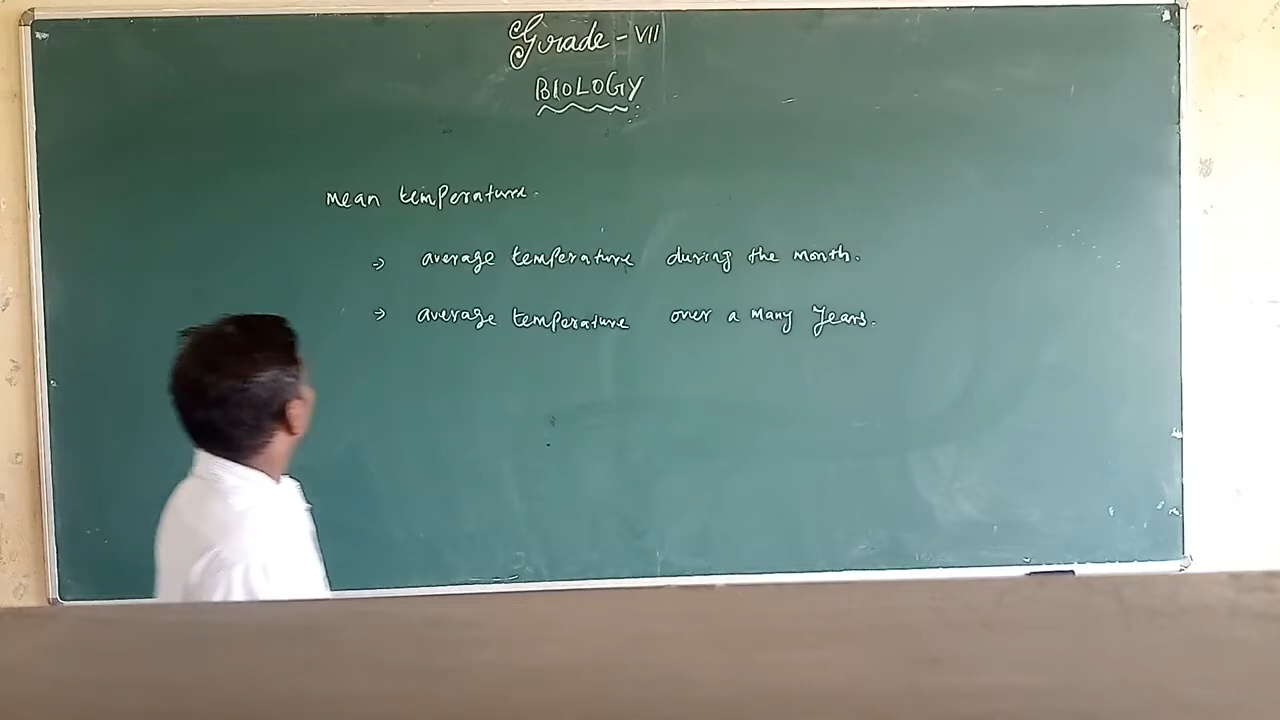 Grade - VII
BIOLOGY
Mean temperature.
→ average temperature during the month.
→ average temperature over a many years.